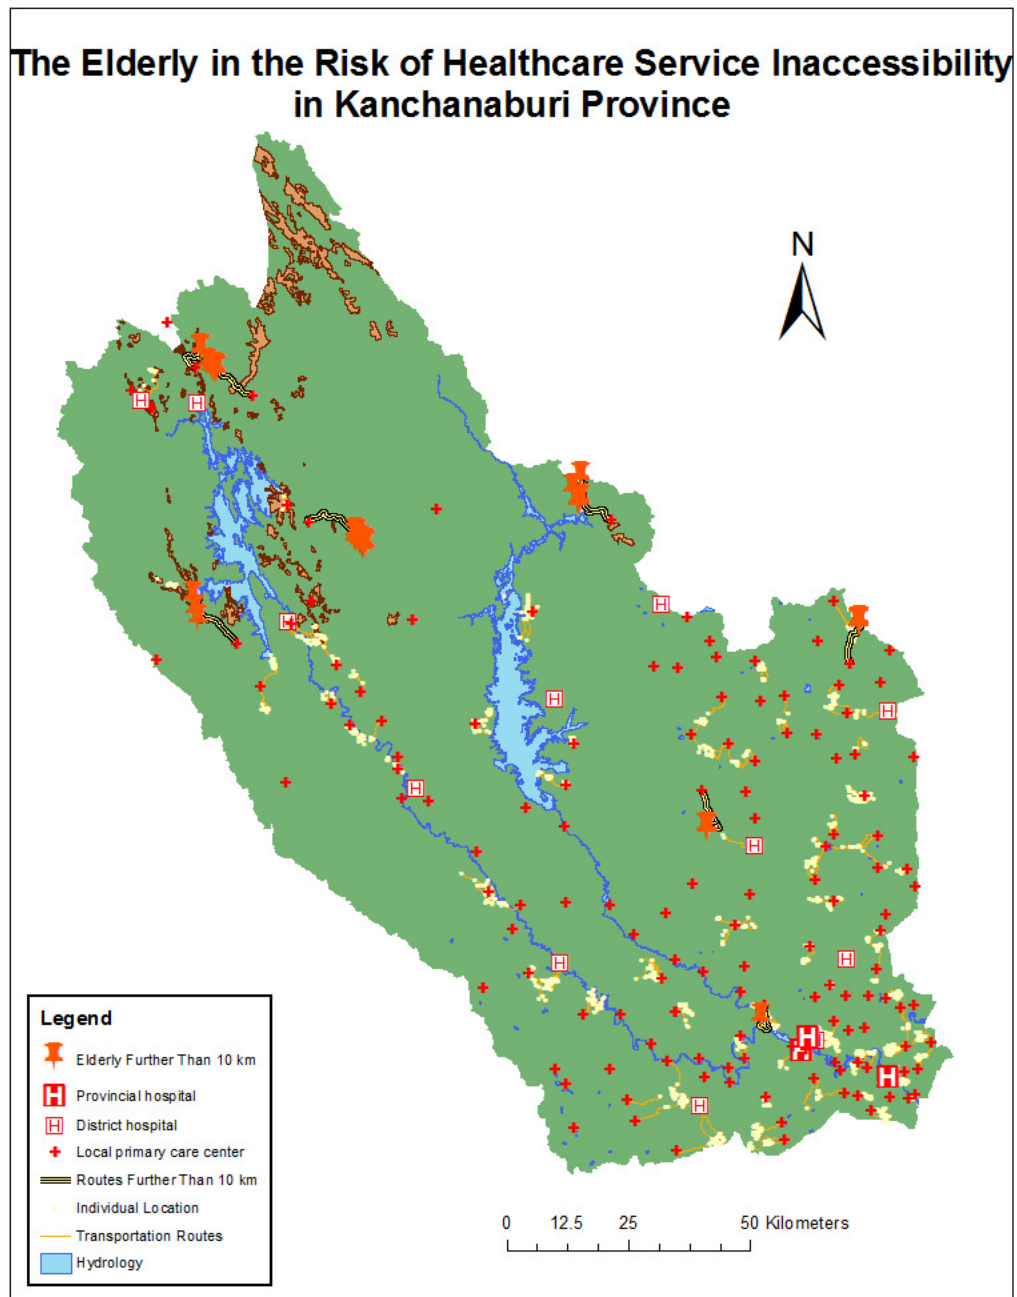 The Elderly in the Risk of Healthcare Service Inaccessibility
in Kanchanaburi Province
N
H
H
H
H
H
H
H
H
H
H
H
H
H
H
Legend
Elderly Further Than 10 km
H Provincial hospital
H District hospital
Local primary care center
Routes Further Than 10 km
Individual Location
Transportation Routes
Hydrology
0 12.5 25 50 Kilometers